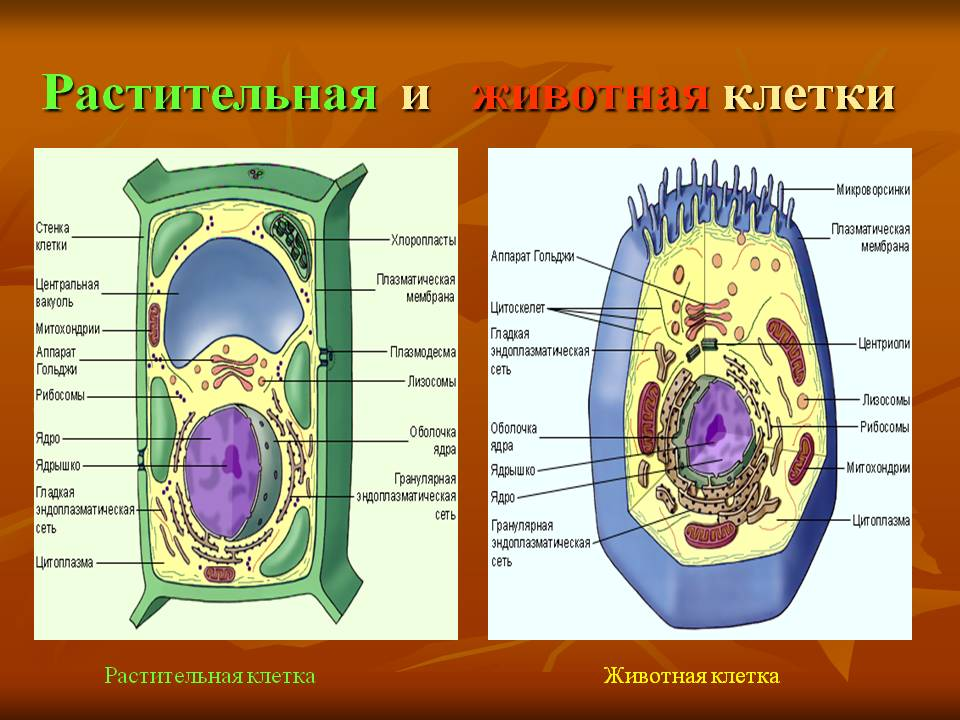 Растительная и животная клетки
Стенка
клетки
Центральная
вакуоль
Митохондрии
Аппарат
Гольджи
Рибосомы
Ядро
Ядрышко
Гладкая
эндоплазматическая
сеть
Цитоплазма
Хлоропласты
Плазматическая
мембрана
Плазмодесма
Лизосомы
Оболочка
ядра
Гранулярная
эндоплазматическая
сеть
Аппарат Гольджи
Цитоскелет
Гладкая
эндоплазматическая
сеть
Оболочка
ядра
Ядрышко
Ядро
Гранулярная
эндоплазматическая
сеть
Микроворсинки
Плазматическая
мембрана
Центриоли
Лизосомы
Рибосомы
Митохондрии
Цитоплазма
Растительная клетка
Животная клетка